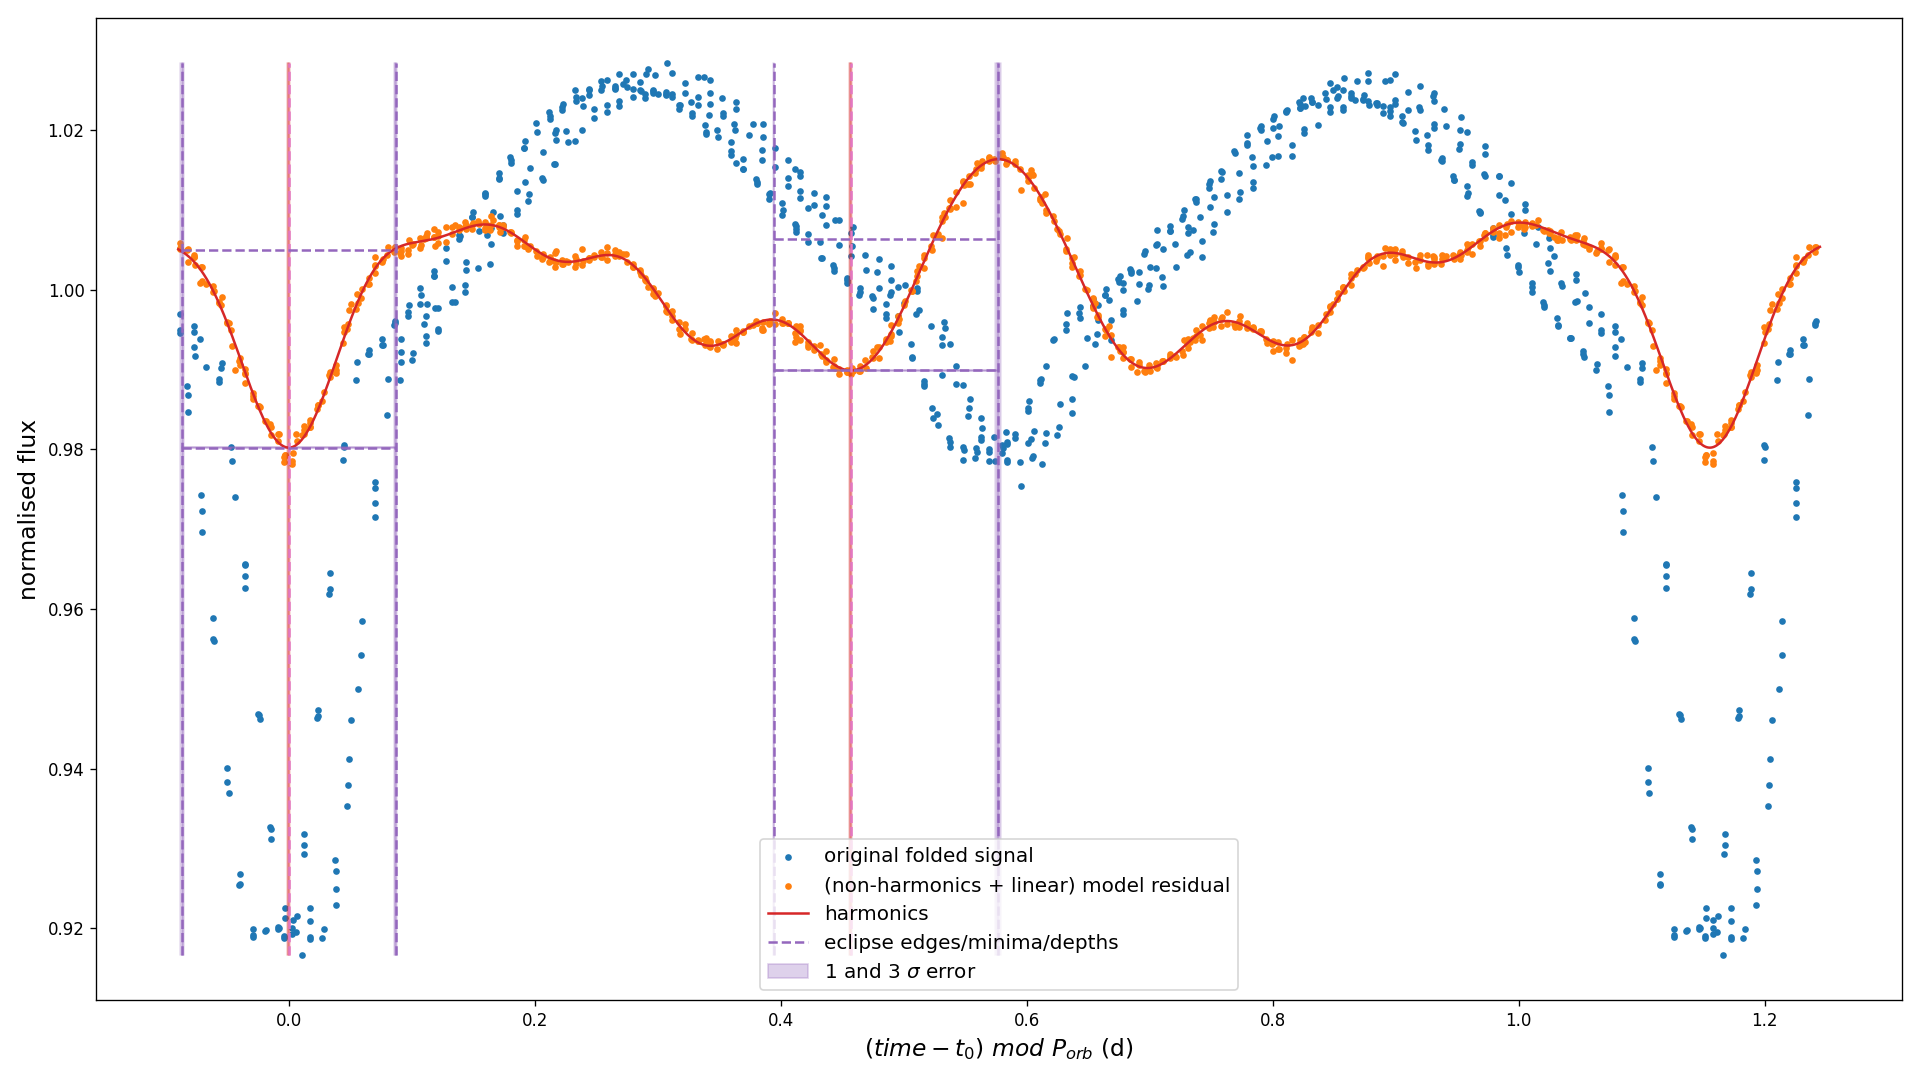 normalised flux
1.02
1.00
0.98
0.96
0.94
0.92
original folded signal
(non-harmonics + linear) model residual
harmonics
eclipse edges/minima/depths
1 and 3 σ error
0.0 0.2 0.4 0.6 0.8 1.0 1.2
(time − t₀) mod Pₒᵣb (d)